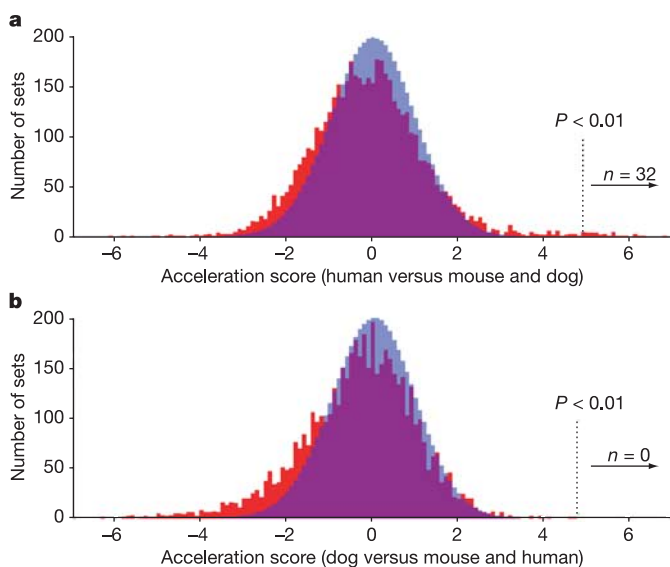 a
200
150
100
50
0
Number of sets
P < 0.01
n = 32
–6 –4 –2 0 2 4 6
Acceleration score (human versus mouse and dog)
b
200
150
100
50
0
Number of sets
P < 0.01
n = 0
–6 –4 –2 0 2 4 6
Acceleration score (dog versus mouse and human)